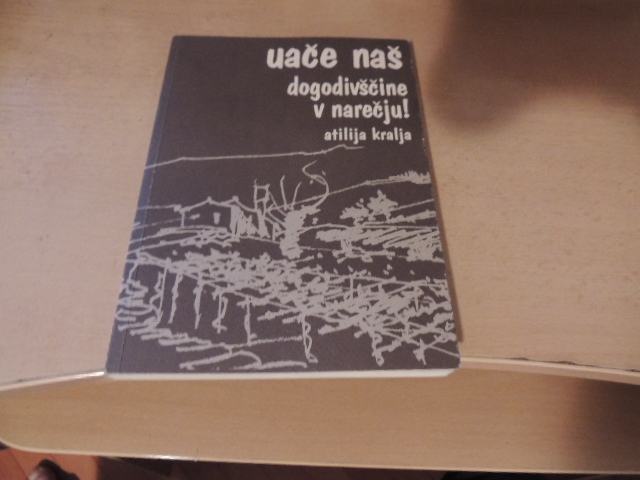 uače naš
dogodivščine
v narečju!
atilija kralja